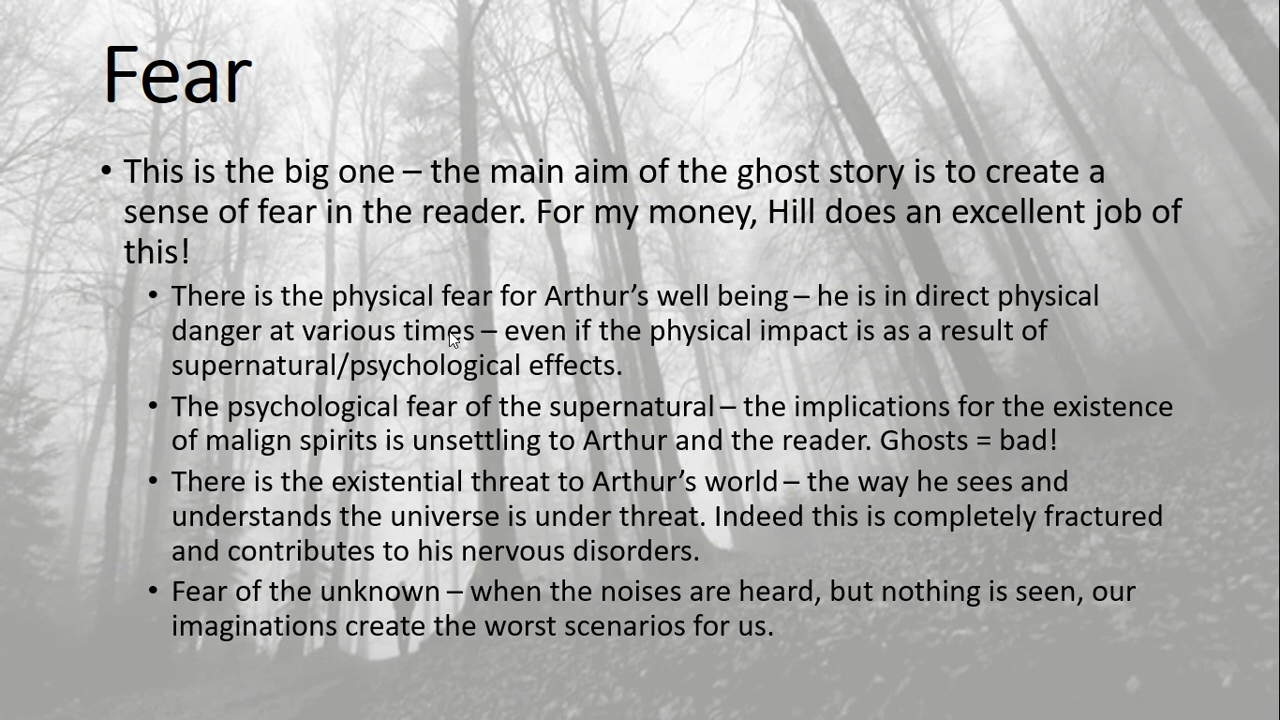 Fear
• This is the big one – the main aim of the ghost story is to create a
sense of fear in the reader. For my money, Hill does an excellent job of
this!
• There is the physical fear for Arthur’s well being – he is in direct physical
danger at various times – even if the physical impact is as a result of
supernatural/psychological effects.
• The psychological fear of the supernatural – the implications for the existence
of malign spirits is unsettling to Arthur and the reader. Ghosts = bad!
• There is the existential threat to Arthur’s world – the way he sees and
understands the universe is under threat. Indeed this is completely fractured
and contributes to his nervous disorders.
• Fear of the unknown – when the noises are heard, but nothing is seen, our
imaginations create the worst scenarios for us.